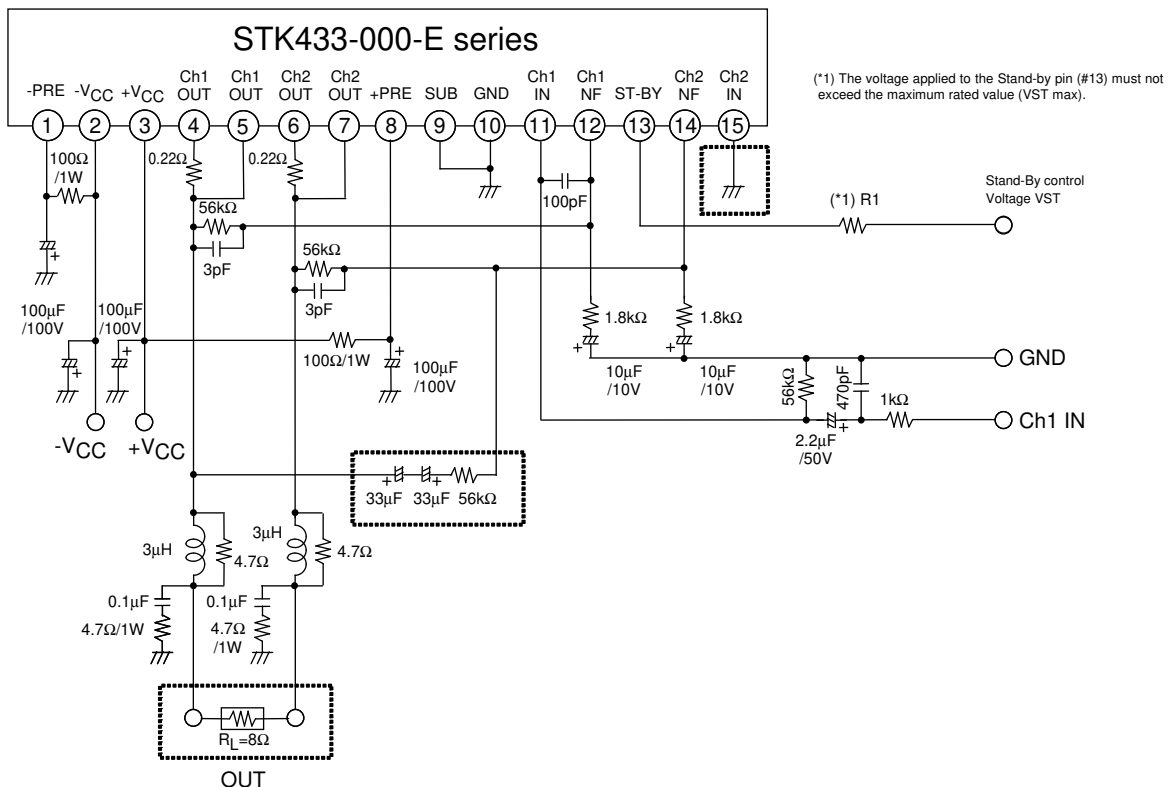 STK433-000-E series
-PRE
-VCC
+VCC
Ch1
OUT
Ch1
OUT
Ch2
OUT
Ch2
OUT
+PRE
SUB
GND
Ch1
IN
Ch1
NF
ST-BY
Ch2
NF
Ch2
IN
1
2
3
4
5
6
7
8
9
10
11
12
13
14
15
(*1) The voltage applied to the Stand-by pin (#13) must not
exceed the maximum rated value (VST max).
100Ω
/1W
0.22Ω
0.22Ω
100pF
Stand-By control
Voltage VST
(*1) R1
56kΩ
3pF
56kΩ
3pF
+
100µF
/100V
100µF
/100V
+
+
100Ω/1W
+
100µF
/100V
1.8kΩ
1.8kΩ
+
+
10µF
/10V
10µF
/10V
GND
56kΩ
470pF
1kΩ
Ch1 IN
+
2.2µF
/50V
-VCC
+VCC
+
+
33µF
33µF
56kΩ
3µH
4.7Ω
3µH
4.7Ω
0.1µF
4.7Ω/1W
0.1µF
4.7Ω
/1W
RL=8Ω
OUT